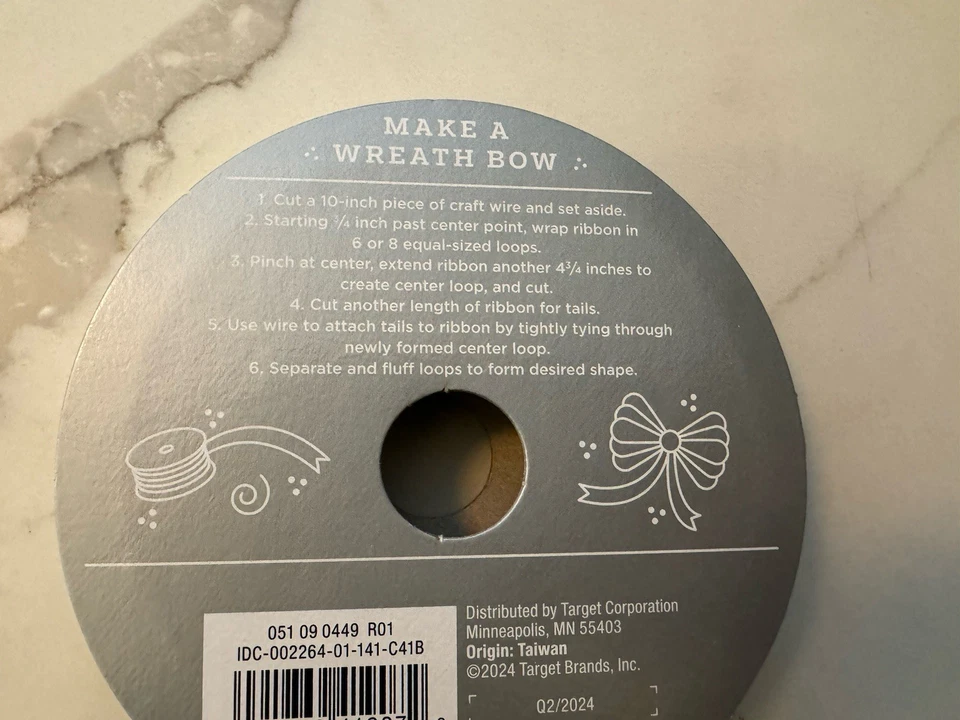 MAKE A
WREATH BOW
1. Cut a 10-inch piece of craft wire and set aside.
2. Starting ¾ inch past center point, wrap ribbon in
6 or 8 equal-sized loops.
3. Pinch at center, extend ribbon another 4¾ inches to
create center loop, and cut.
4. Cut another length of ribbon for tails.
5. Use wire to attach tails to ribbon by tightly tying through
newly formed center loop.
6. Separate and fluff loops to form desired shape.
051 09 0449 R01
IDC-002264-01-141-C41B
Distributed by Target Corporation
Minneapolis, MN 55403
Origin: Taiwan
©2024 Target Brands, Inc.
Q2/2024